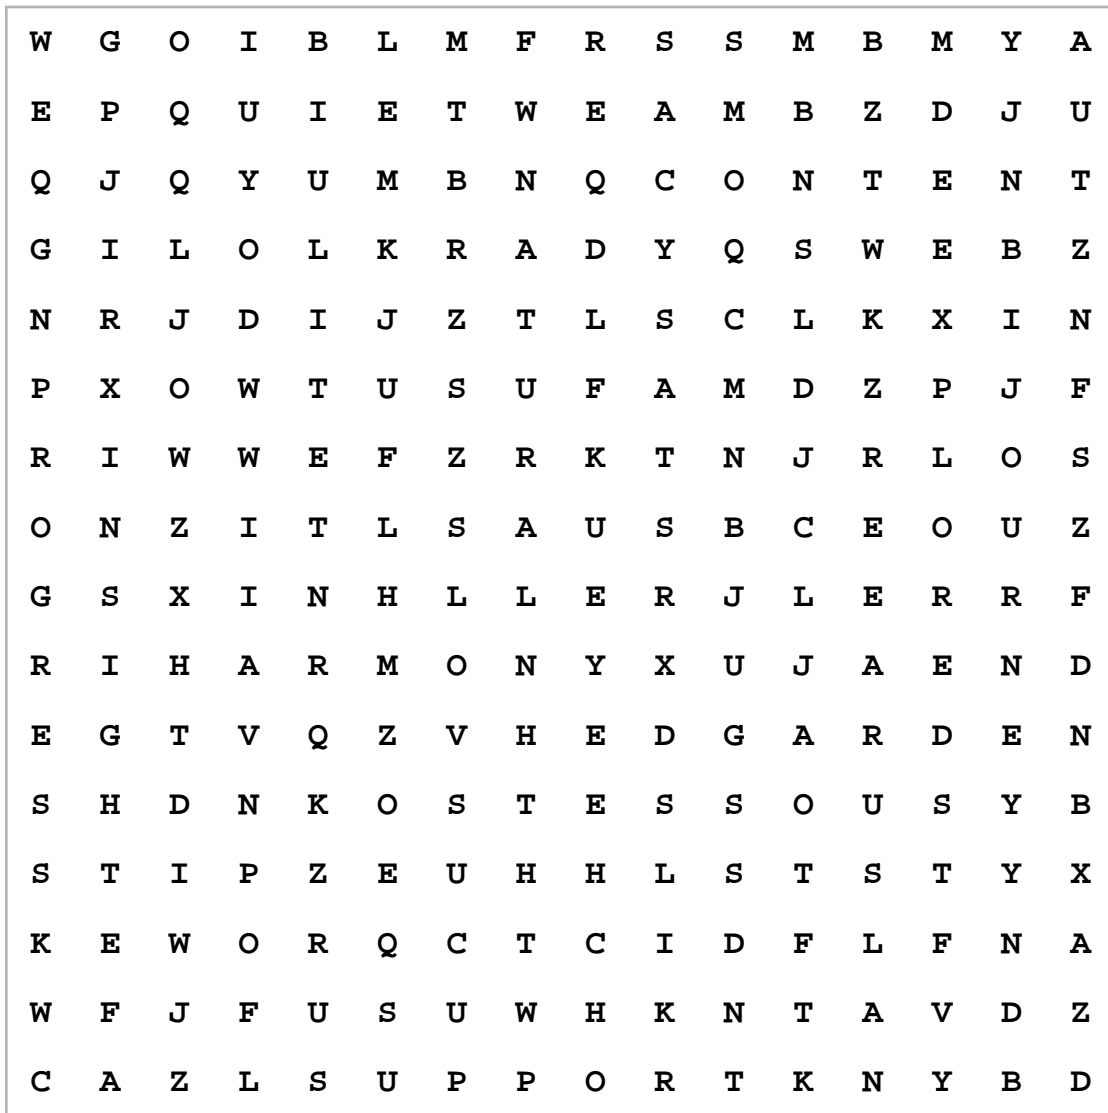 W G O I B L M F R S S M B M Y A
E P Q U I E T W E A M B Z D J U
Q J Q Y U M B N Q C O N T E N T
G I L O L K R A D Y Q S W E B Z
N R J D I J Z T L S C L K X I N
P X O W T U S U F A M D Z P J F
R I W W E F Z R K T N J R L O S
O N Z I T L S A U S B C E O U Z
G S X I N H L L E R J L E R R F
R I H A R M O N Y X U J A E N D
E G T V Q Z V H E D G A R D E N
S H D N K O S T E S S O U S Y B
S T I P Z E U H H L S T S T Y X
K E W O R Q C T C I D F L F N A
W F J F U S U W H K N T A V D Z
C A Z L S U P P O R T K N Y B D